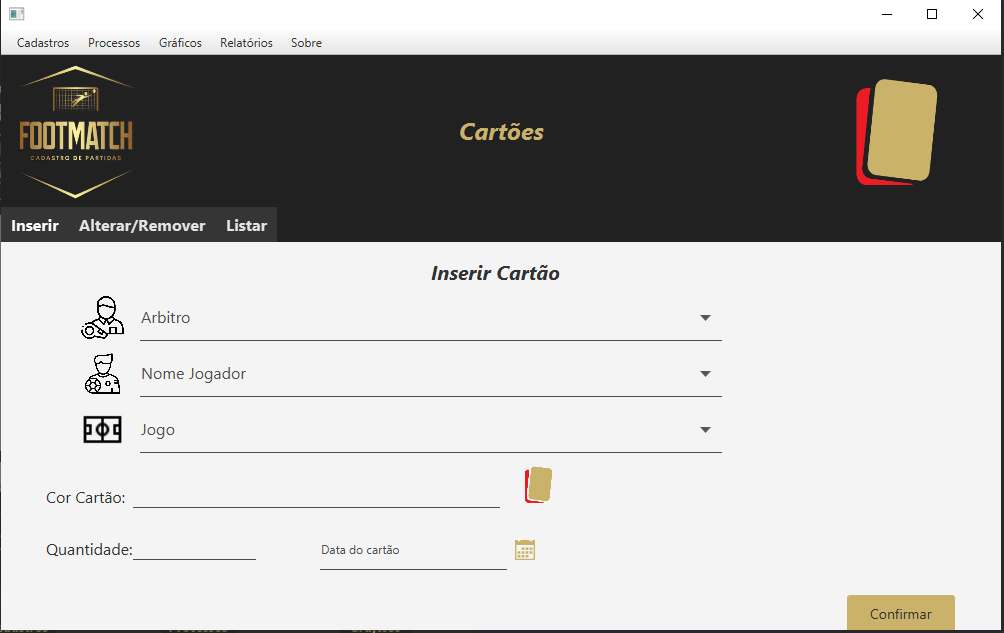 Cadastros Processos Gráficos Relatórios Sobre
FOOTMATCH
CADASTRO DE PARTIDAS
Cartões
Inserir Alterar/Remover Listar
Inserir Cartão
Arbitro
Nome Jogador
Jogo
Cor Cartão:
Quantidade: Data do cartão
Confirmar